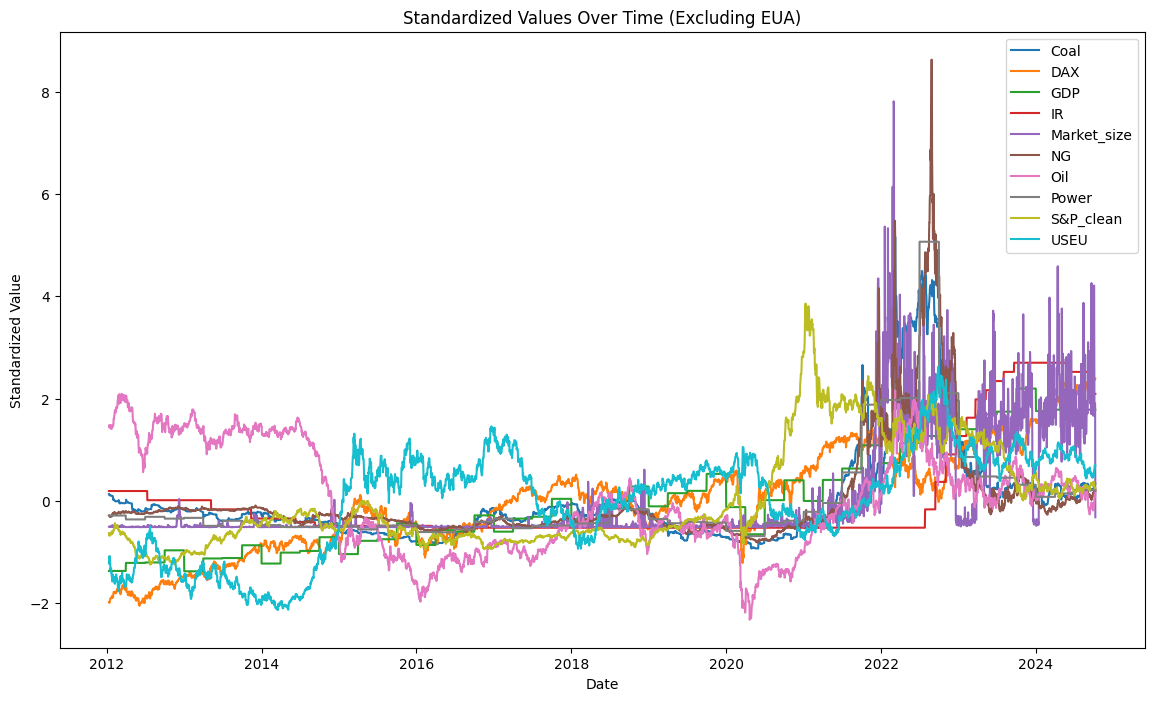 Standardized Values Over Time (Excluding EUA)
Coal
DAX
GDP
IR
Market_size
NG
Oil
Power
S&P_clean
USEU
Standardized Value
8
6
4
2
0
−2
2012 2014 2016 2018 2020 2022 2024
Date